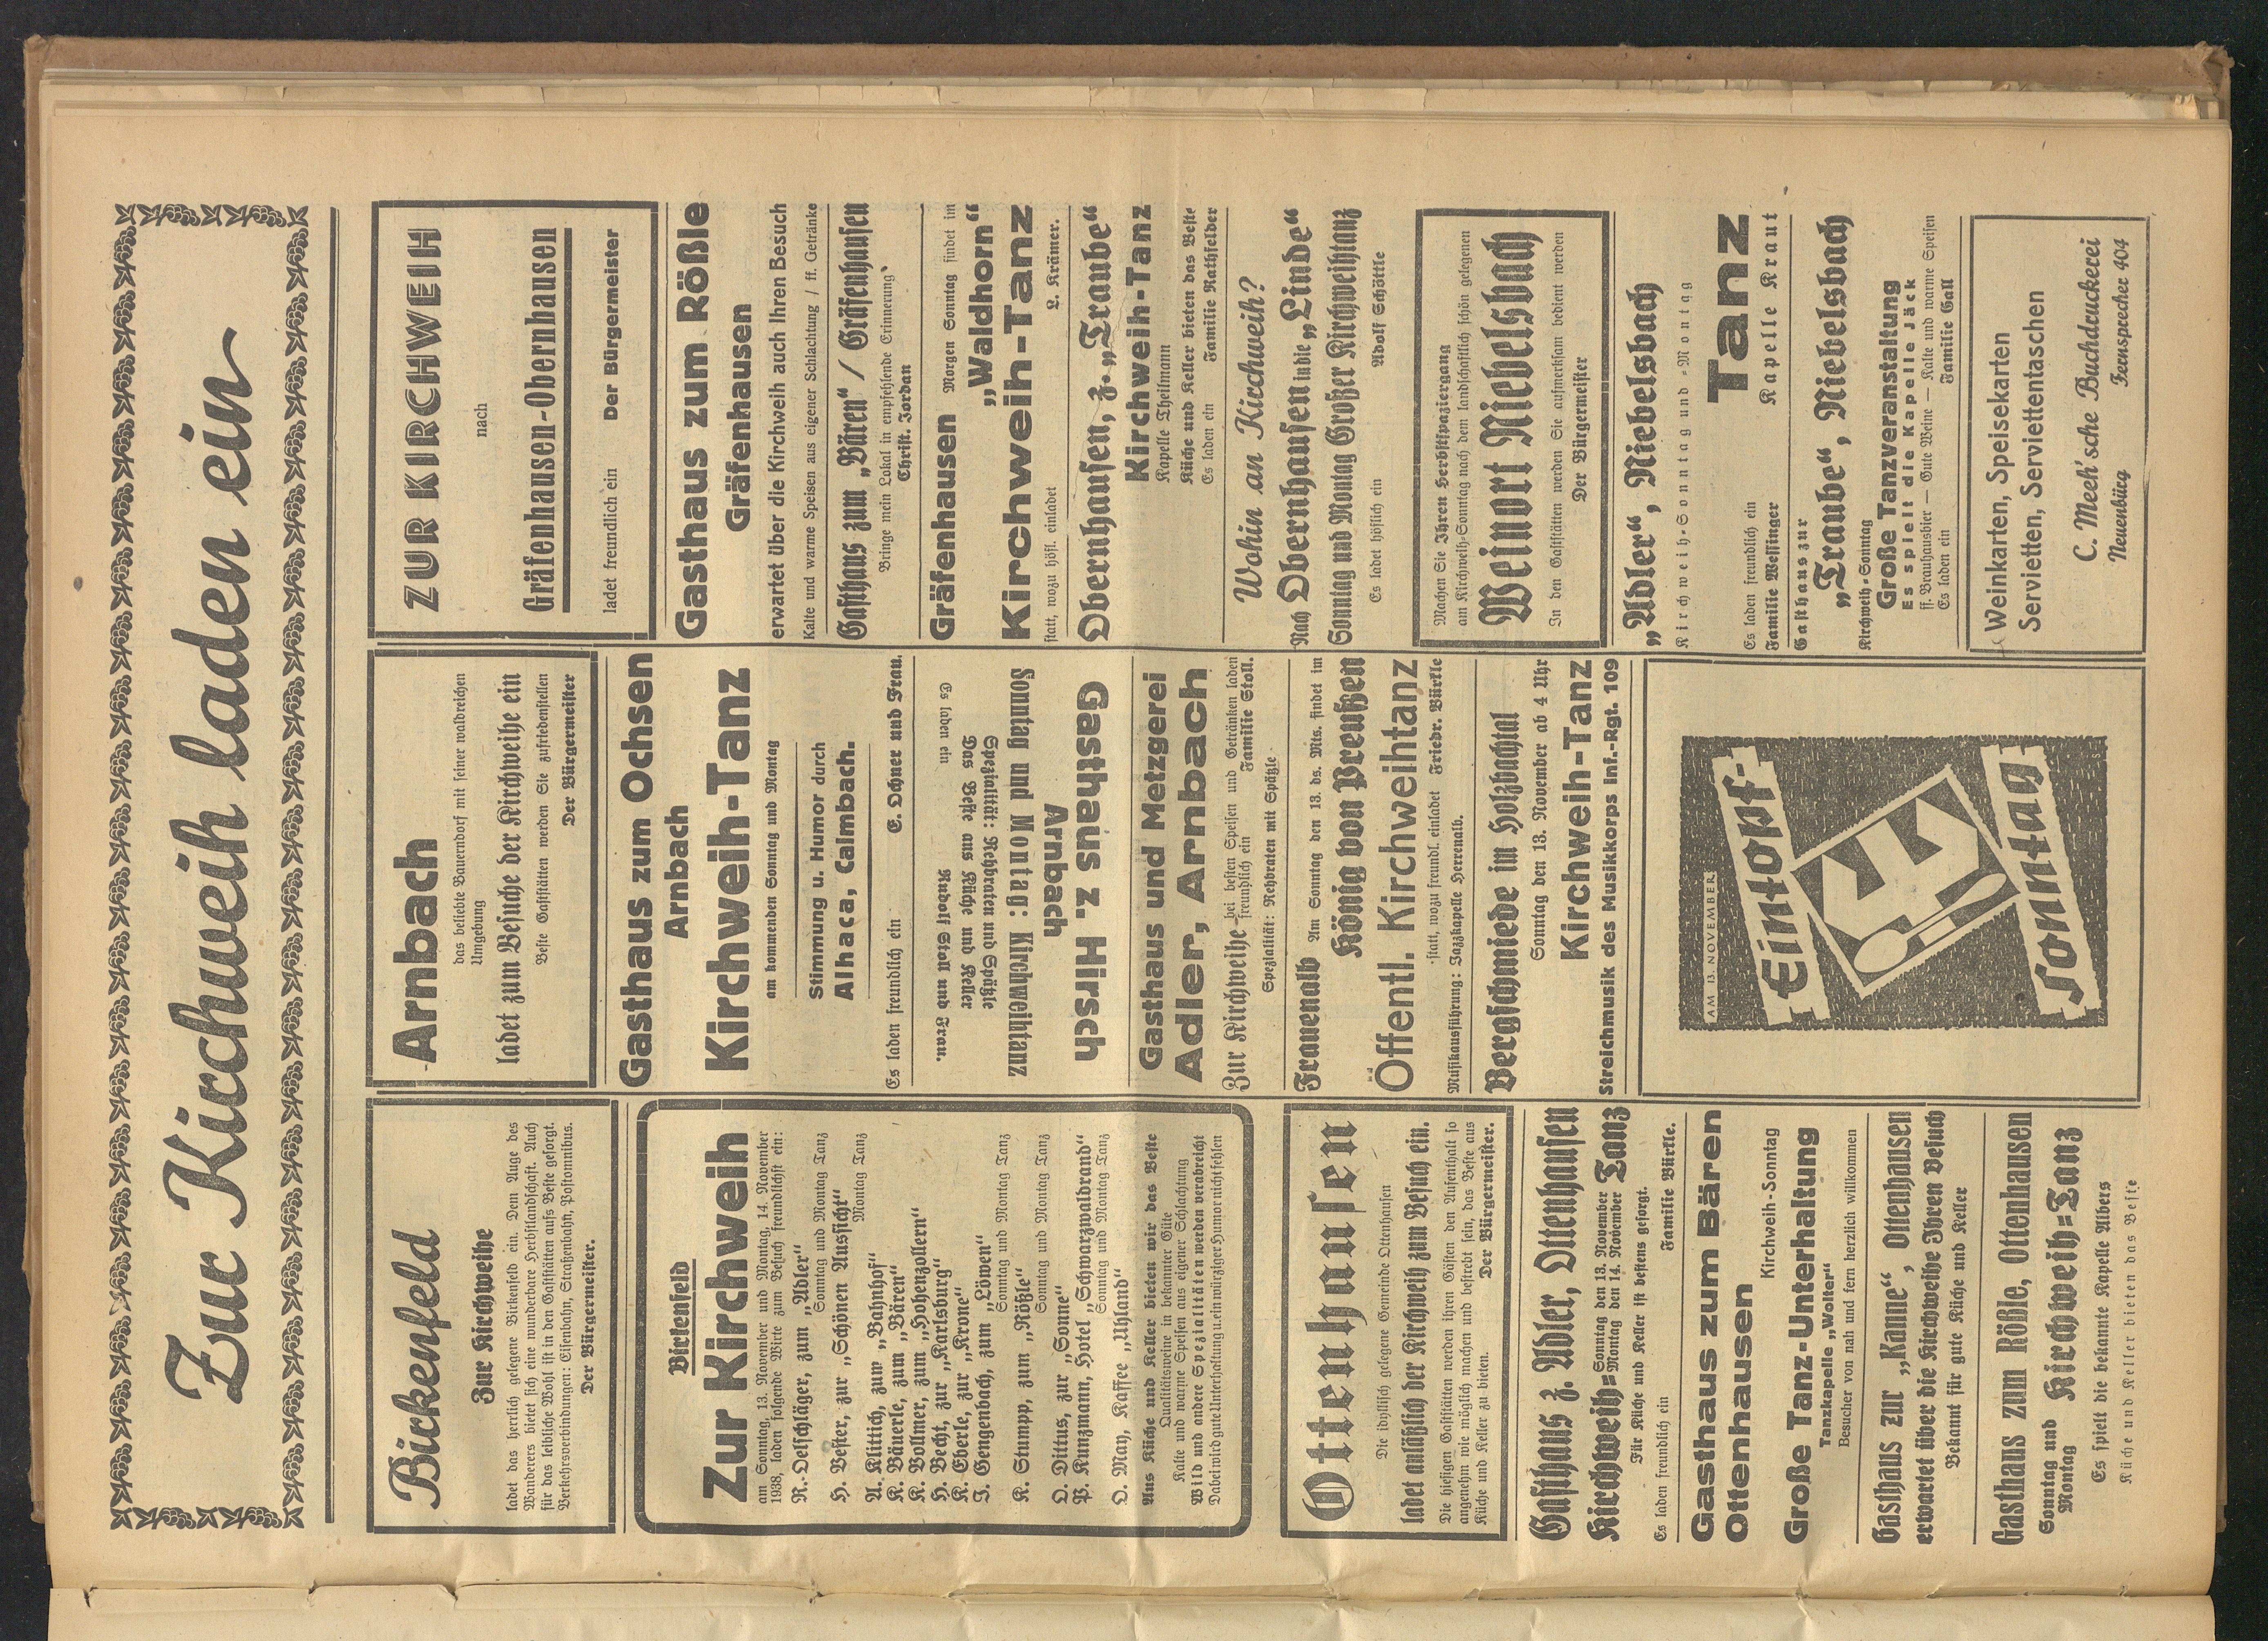 Zur Kirchweih laden ein
Birkenfeld
Zur Kirchweihe
ladet das herrlich gelegene Birkenfeld ein. Dem Auge des
Wanderers bietet sich eine wunderbare Herbstlandschaft. Auch
für das leibliche Wohl ist in den Gaststätten aufs Beste gesorgt.
Verkehrsverbindungen: Eisenbahn, Straßenbahn, Postomnibus.
Der Bürgermeister.
Birkenfeld
Zur Kirchweih
am Sonntag, 13. November und Montag, 14. November
1938, laden folgende Wirte zum Besuch freundlichst ein:
R. Oelschläger, zum „Adler“
Sonntag und Montag Tanz
H. Bester, zur „Schönen Aussicht“
Montag Tanz
A. Kittich, zum „Bahnhof“
K. Bäuerle, zum „Bären“
K. Vollmer, zum „Hohenzollern“
H. Becht, zur „Karlsburg“
K. Eberle, zur „Krone“
J. Gengenbach, zum „Löwen“
Sonntag und Montag Tanz
K. Stumpp, zum „Rößle“
Sonntag und Montag Tanz
O. Dittus, zur „Sonne“
P. Kunzmann, Hotel „Schwarzwaldrand“
Sonntag und Montag Tanz
O. May, Kaffee „Uhland“
Aus Küche und Keller bieten wir das Beste
Qualitätsweine in bekannter Güte
Kalte und warme Speisen aus eigener Schlachtung
Wild und andere Spezialitäten werden verabreicht
Dabei wird gute Unterhaltung u. ein würziger Humor nicht fehlen
Ottenhausen
Die idyllisch gelegene Gemeinde Ottenhausen
ladet anläßlich der Kirchweih zum Besuch ein.
Die hiesigen Gaststätten werden ihren Gästen den Aufenthalt so
angenehm wie möglich machen und bestrebt sein, das Beste aus
Küche und Keller zu bieten. Der Bürgermeister.
Gasthaus z. Adler, Ottenhausen
Kirchweih=Sonntag den 13. November
=Montag den 14. November Tanz
Für Küche und Keller ist bestens gesorgt.
Es laden freundlich ein Familie Bürkle.
Gasthaus zum Bären
Ottenhausen
Kirchweih-Sonntag
Große Tanz-Unterhaltung
Tanzkapelle „Wolter“
Besucher von nah und fern herzlich willkommen
Gasthaus zur „Kanne“, Ottenhausen
erwartet über die Kirchweihe Ihren Besuch
Bekannt für gute Küche und Keller
Gasthaus zum Rößle, Ottenhausen
Sonntag und
Montag Kirchweih=Tanz
Es spielt die bekannte Kapelle Albers
Küche und Keller bieten das Beste
Arnbach
das beliebte Bauerndorf mit seiner waldreichen
Umgebung
ladet zum Besuche der Kirchweihe ein
Beste Gaststätten werden Sie zufriedenstellen
Der Bürgermeister
Gasthaus zum Ochsen
Arnbach
Kirchweih-Tanz
am kommenden Sonntag und Montag
Stimmung u. Humor durch
Alhaca, Calmbach.
Es laden freundlich ein E. Ochner und Frau.
Gasthaus z. Hirsch
Arnbach
Sonntag und Montag: Kirchweihtanz
Spezialität: Rehbraten und Spätzle
Das Beste aus Küche und Keller
Es laden ein Rudolf Stoll und Frau.
Gasthaus und Metzgerei
Adler, Arnbach
Zur Kirchweihe bei besten Speisen und Getränken laden
freundlich ein Familie Stoll.
Spezialität: Rehbraten mit Spätzle
Frauenalb Am Sonntag den 13. ds. Mts. findet im
König von Preußen
Öffentl. Kirchweihtanz
statt, wozu freundl. einladet Friedr. Bürkle
Musikausführung: Jazzkapelle Herrenalb.
Bergschmiede im Holzbachtal
Sonntag den 13. November ab 4 Uhr
Kirchweih-Tanz
Streichmusik des Musikkorps Inf.-Rgt. 109
AM 13. NOVEMBER
Eintopf-
Sonntag
ZUR KIRCHWEIH
nach
Gräfenhausen-Obernhausen
ladet freundlich ein Der Bürgermeister
Gasthaus zum Rößle
Gräfenhausen
erwartet über die Kirchweih auch Ihren Besuch
Kalte und warme Speisen aus eigener Schlachtung / ff. Getränke
Gasthaus zum „Bären“ / Gräfenhausen
Bringe mein Lokal in empfehlende Erinnerung
Christ. Jordan
Gräfenhausen Morgen Sonntag findet im
„Waldhorn“
Kirchweih-Tanz
statt, wozu höfl. einladet L. Krämer.
Obernhausen, z. „Traube“
Kirchweih-Tanz
Kapelle Theilmann
Küche und Keller bieten das Beste
Es laden ein Familie Rathfelder
Wohin an Kirchweih?
Nach Obernhausen in die „Linde“
Sonntag und Montag Großer Kirchweihtanz
Es ladet höflich ein Adolf Schöttle
Machen Sie Ihren Herbstspaziergang
am Kirchweih-Sonntag nach dem landschaftlich schön gelegenen
Weinort Niebelsbach
In den Gaststätten werden Sie aufmerksam bedient werden
Der Bürgermeister
„Adler“, Niebelsbach
Kirchweih-Sonntag und -Montag
Tanz
Es laden freundlich ein
Familie Wessinger Kapelle Kraut
Gasthaus zur
„Traube“, Niebelsbach
Kirchweih-Sonntag
Große Tanzveranstaltung
Es spielt die Kapelle Jäck
ff. Brauhausbier — Gute Weine — Kalte und warme Speisen
Es laden ein Familie Gall
Weinkarten, Speisekarten
Servietten, Serviettentaschen
C. Meeh'sche Buchdruckerei
Neuenbürg Fernsprecher 404